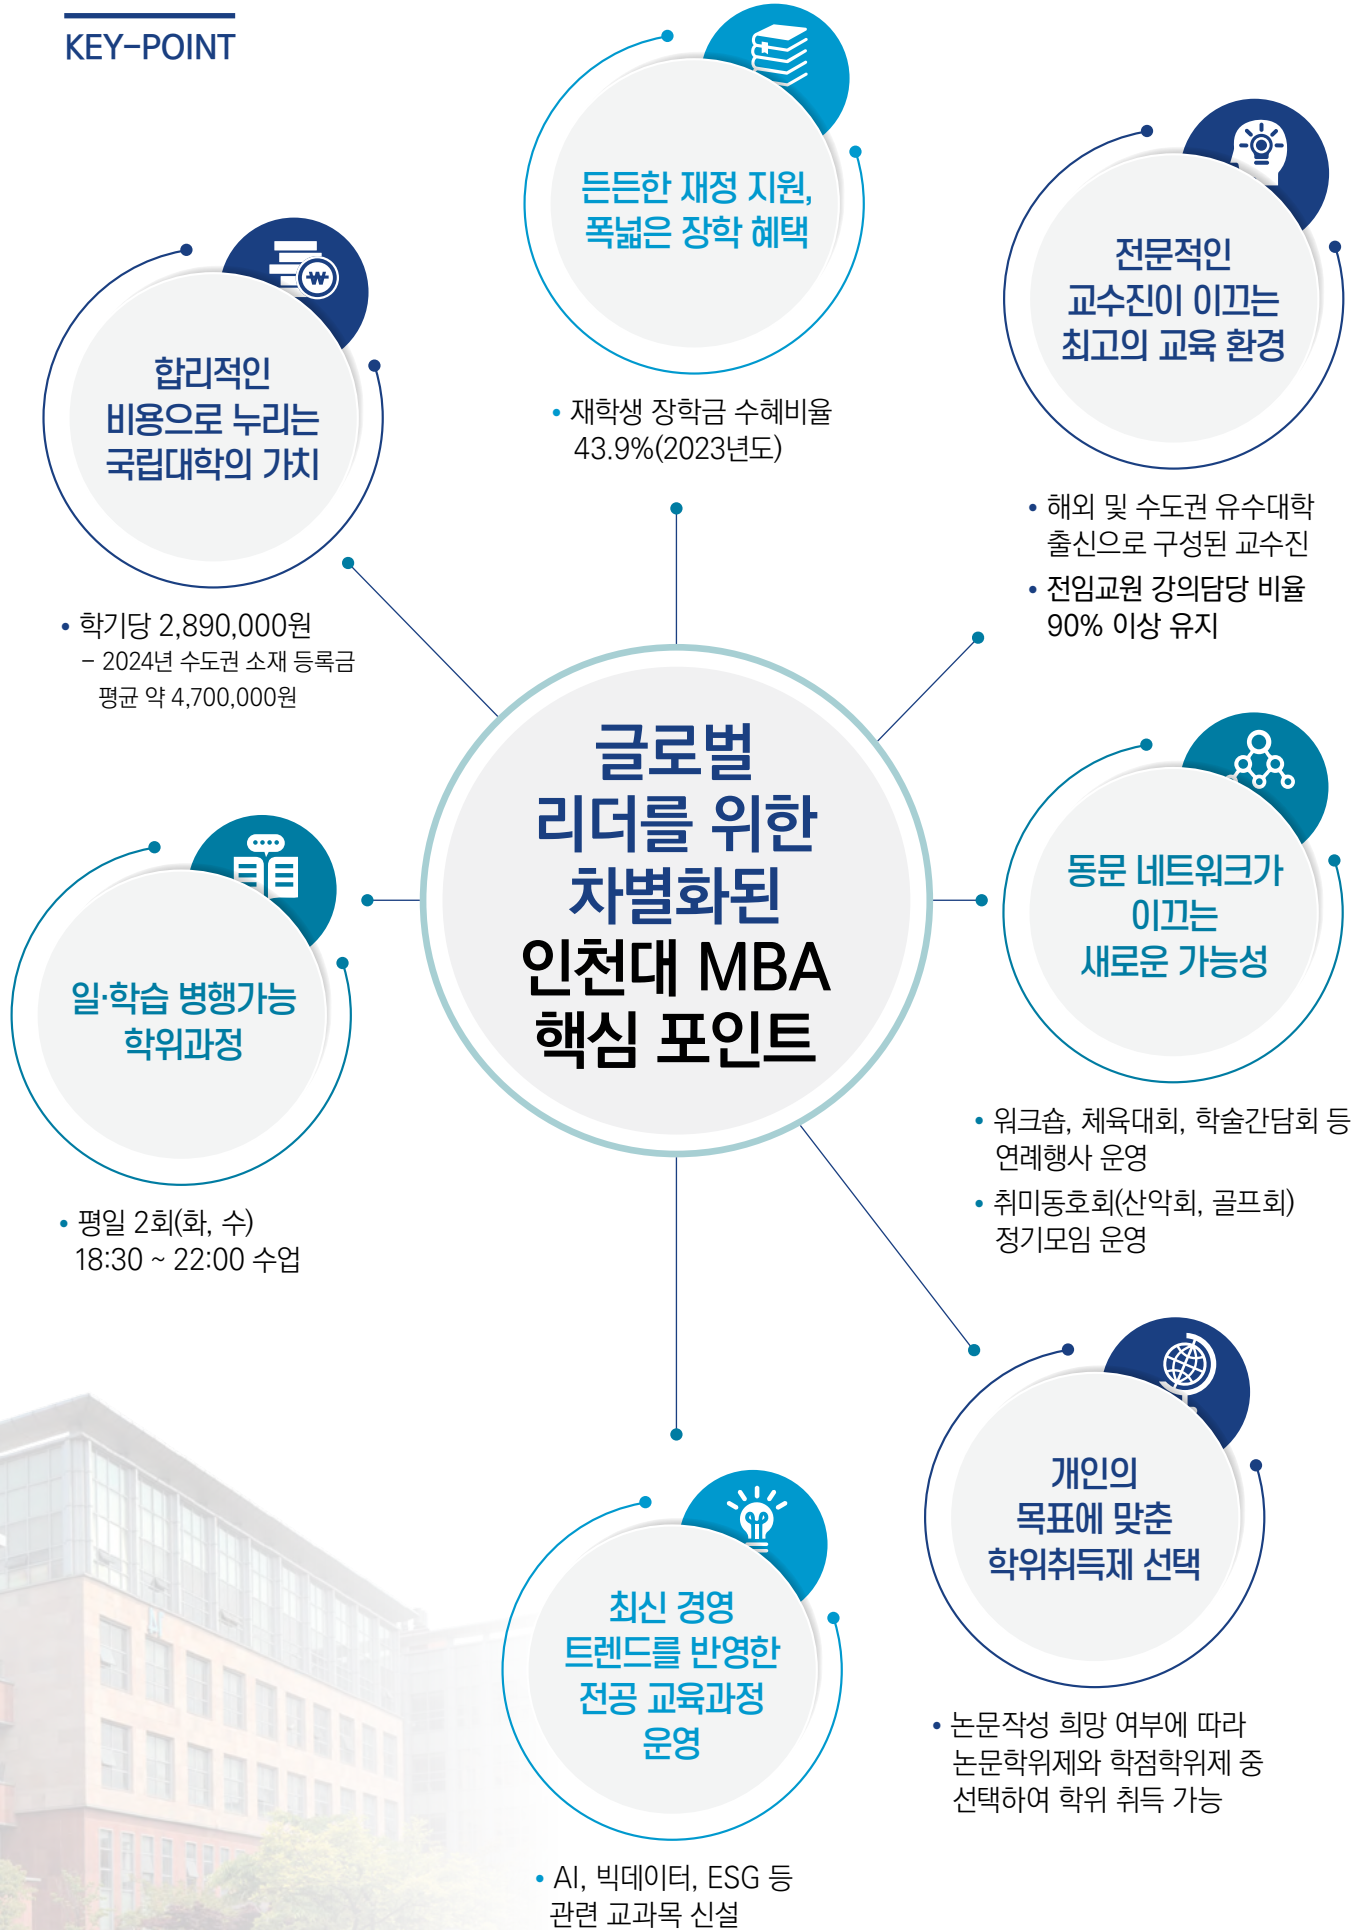 KEY-POINT
든든한 재정 지원,
폭넓은 장학 혜택
• 재학생 장학금 수혜비율
43.9%(2023년도)
전문적인
교수진이 이끄는
최고의 교육 환경
• 해외 및 수도권 유수대학
출신으로 구성된 교수진
• 전임교원 강의담당 비율
90% 이상 유지
합리적인
비용으로 누리는
국립대학의 가치
• 학기당 2,890,000원
- 2024년 수도권 소재 등록금
평균 약 4,700,000원
글로벌
리더를 위한
차별화된
인천대 MBA
핵심 포인트
동문 네트워크가
이끄는
새로운 가능성
• 워크숍, 체육대회, 학술간담회 등
연례행사 운영
• 취미동호회(산악회, 골프회)
정기모임 운영
일·학습 병행가능
학위과정
• 평일 2회(화, 수)
18:30 ~ 22:00 수업
개인의
목표에 맞춘
학위취득제 선택
• 논문작성 희망 여부에 따라
논문학위제와 학점학위제 중
선택하여 학위 취득 가능
최신 경영
트렌드를 반영한
전공 교육과정
운영
• AI, 빅데이터, ESG 등
관련 교과목 신설